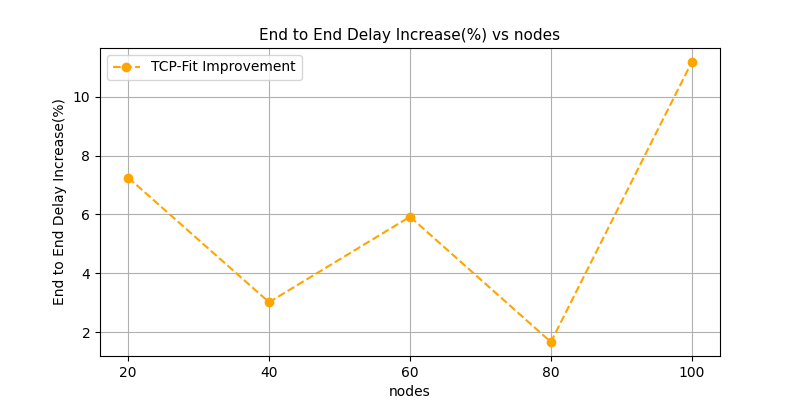 End to End Delay Increase(%) vs nodes
TCP-Fit Improvement
End to End Delay Increase(%)
10
8
6
4
2
20 40 60 80 100
nodes